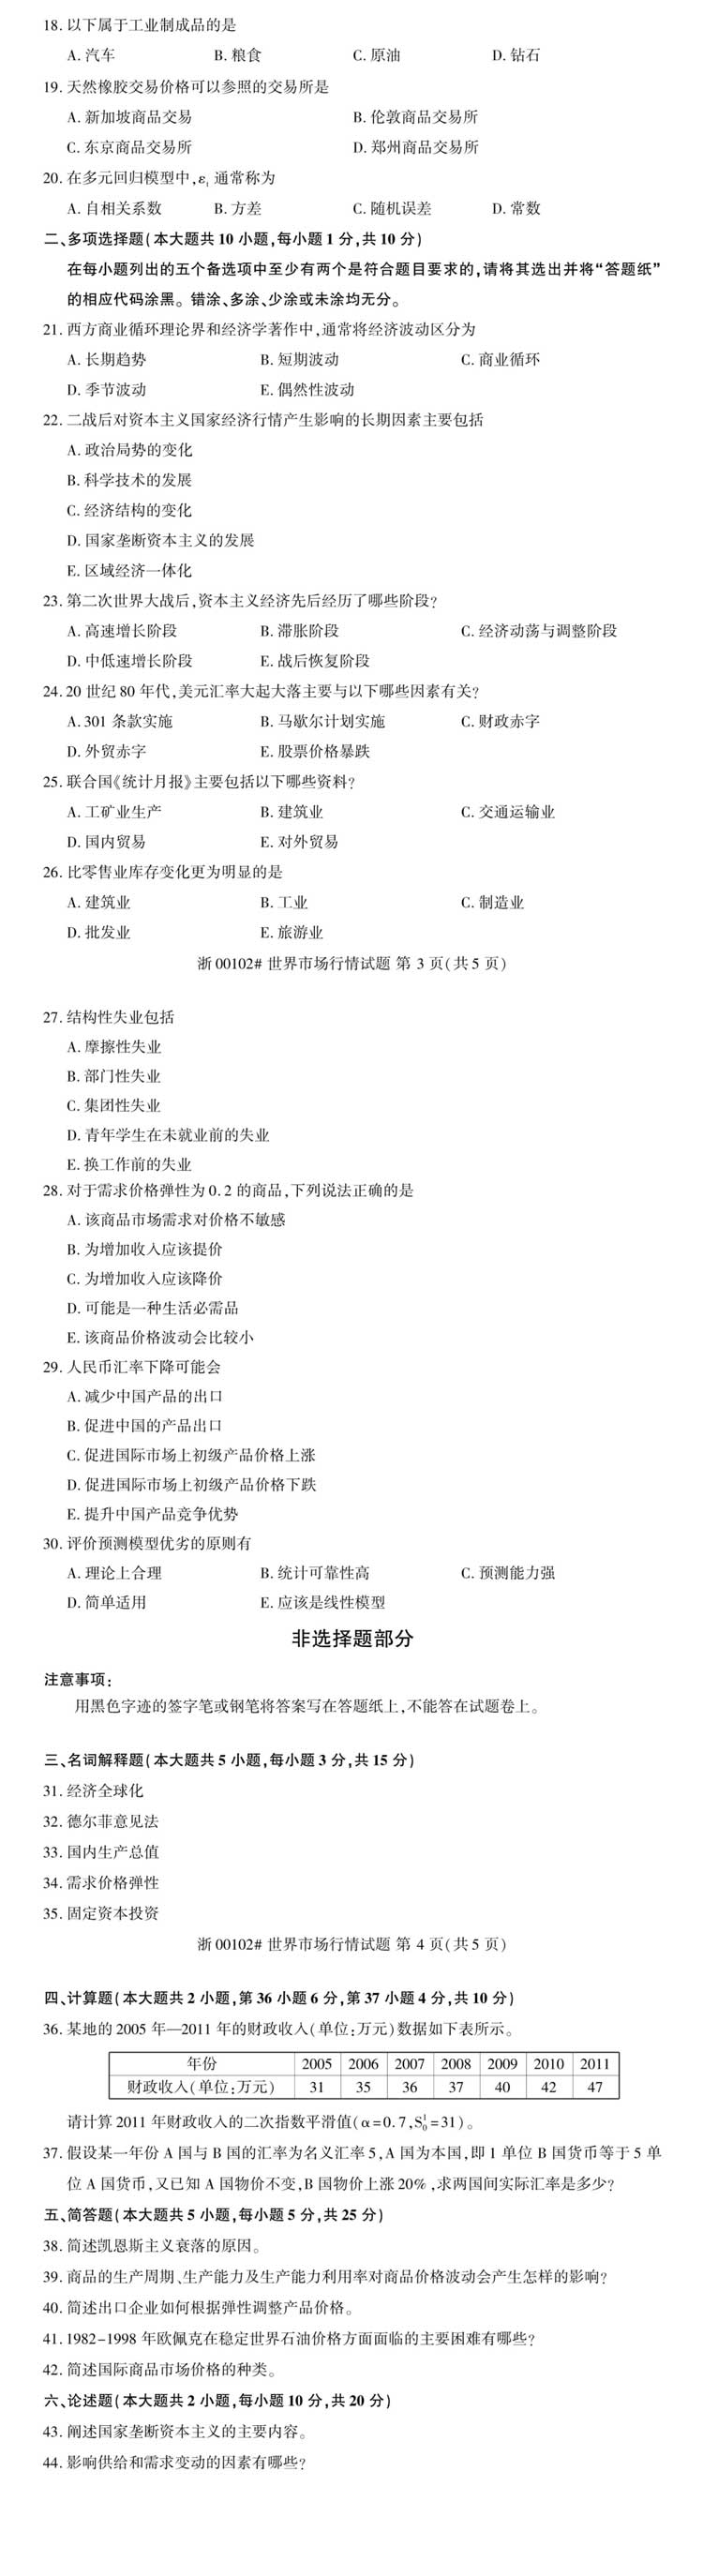 18. 以下属于工业制成品的是
A. 汽车 B. 粮食 C. 原油 D. 钻石
19. 天然橡胶交易价格可以参照的交易所是
A. 新加坡商品交易 B. 伦敦商品交易所
C. 东京商品交易所 D. 郑州商品交易所
20. 在多元回归模型中,εₜ 通常称为
A. 自相关系数 B. 方差 C. 随机误差 D. 常数
二、多项选择题(本大题共 10 小题,每小题 1 分,共 10 分)
在每小题列出的五个备选项中至少有两个是符合题目要求的,请将其选出并将“答题纸”
的相应代码涂黑。错涂、多涂、少涂或未涂均无分。
21. 西方商业循环理论界和经济学著作中,通常将经济波动区分为
A. 长期趋势 B. 短期波动 C. 商业循环
D. 季节波动 E. 偶然性波动
22. 二战后对资本主义国家经济行情产生影响的长期因素主要包括
A. 政治局势的变化
B. 科学技术的发展
C. 经济结构的变化
D. 国家垄断资本主义的发展
E. 区域经济一体化
23. 第二次世界大战后,资本主义经济先后经历了哪些阶段?
A. 高速增长阶段 B. 滞胀阶段 C. 经济动荡与调整阶段
D. 中低速增长阶段 E. 战后恢复阶段
24. 20 世纪 80 年代,美元汇率大起大落主要与以下哪些因素有关?
A. 301 条款实施 B. 马歇尔计划实施 C. 财政赤字
D. 外贸赤字 E. 股票价格暴跌
25. 联合国《统计月报》主要包括以下哪些资料?
A. 工矿业生产 B. 建筑业 C. 交通运输业
D. 国内贸易 E. 对外贸易
26. 比零售业库存变化更为明显的是
A. 建筑业 B. 工业 C. 制造业
D. 批发业 E. 旅游业
浙 00102# 世界市场行情试题 第 3 页(共 5 页)
27. 结构性失业包括
A. 摩擦性失业
B. 部门性失业
C. 集团性失业
D. 青年学生在未就业前的失业
E. 换工作前的失业
28. 对于需求价格弹性为 0.2 的商品,下列说法正确的是
A. 该商品市场需求对价格不敏感
B. 为增加收入应该提价
C. 为增加收入应该降价
D. 可能是一种生活必需品
E. 该商品价格波动会比较小
29. 人民币汇率下降可能会
A. 减少中国产品的出口
B. 促进中国的产品出口
C. 促进国际市场上初级产品价格上涨
D. 促进国际市场上初级产品价格下跌
E. 提升中国产品竞争优势
30. 评价预测模型优劣的原则有
A. 理论上合理 B. 统计可靠性高 C. 预测能力强
D. 简单适用 E. 应该是线性模型
非选择题部分
注意事项:
用黑色字迹的签字笔或钢笔将答案写在答题纸上,不能答在试题卷上。
三、名词解释题(本大题共 5 小题,每小题 3 分,共 15 分)
31. 经济全球化
32. 德尔菲意见法
33. 国内生产总值
34. 需求价格弹性
35. 固定资本投资
浙 00102# 世界市场行情试题 第 4 页(共 5 页)
四、计算题(本大题共 2 小题,第 36 小题 6 分,第 37 小题 4 分,共 10 分)
36. 某地的 2005 年—2011 年的财政收入(单位:万元)数据如下表所示。
年份 2005 2006 2007 2008 2009 2010 2011
财政收入(单位:万元) 31 35 36 37 40 42 47
请计算 2011 年财政收入的二次指数平滑值(α=0.7,S₀¹=31)。
37. 假设某一年份 A 国与 B 国的汇率为名义汇率 5,A 国为本国,即 1 单位 B 国货币等于 5 单
位 A 国货币,又已知 A 国物价不变,B 国物价上涨 20%,求两国间实际汇率是多少?
五、简答题(本大题共 5 小题,每小题 5 分,共 25 分)
38. 简述凯恩斯主义衰落的原因。
39. 商品的生产周期、生产能力及生产能力利用率对商品价格波动会产生怎样的影响?
40. 简述出口企业如何根据弹性调整产品价格。
41. 1982-1998 年欧佩克在稳定世界石油价格方面面临的主要困难有哪些?
42. 简述国际商品市场价格的种类。
六、论述题(本大题共 2 小题,每小题 10 分,共 20 分)
43. 阐述国家垄断资本主义的主要内容。
44. 影响供给和需求变动的因素有哪些?